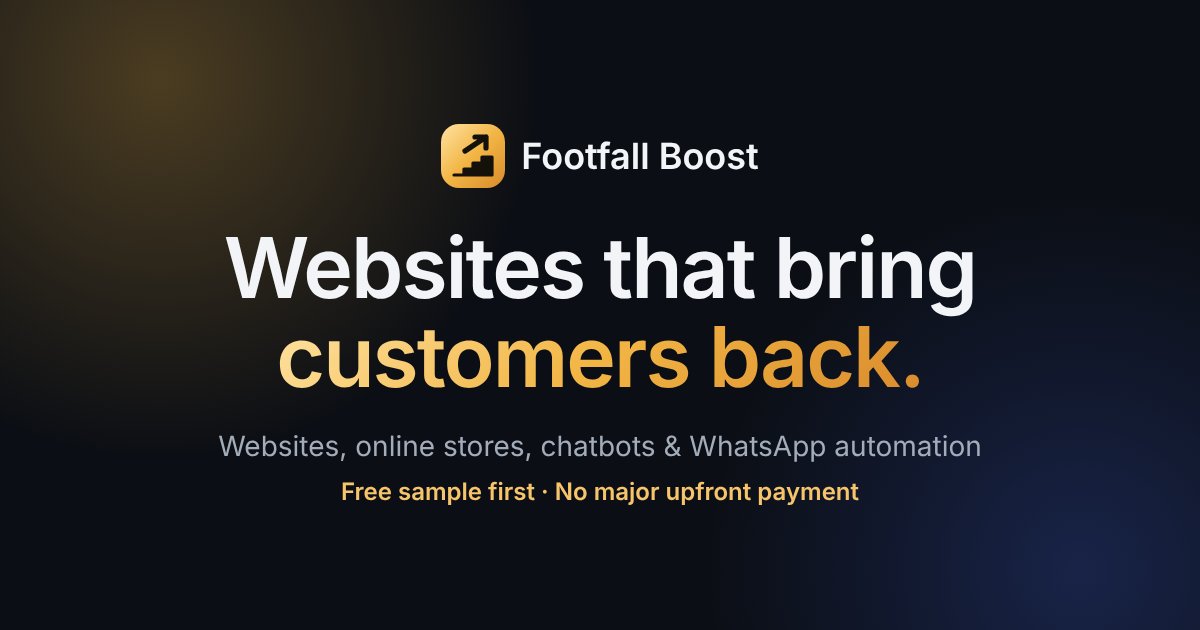 Footfall Boost
Websites that bring
customers back.
Websites, online stores, chatbots & WhatsApp automation
Free sample first · No major upfront payment